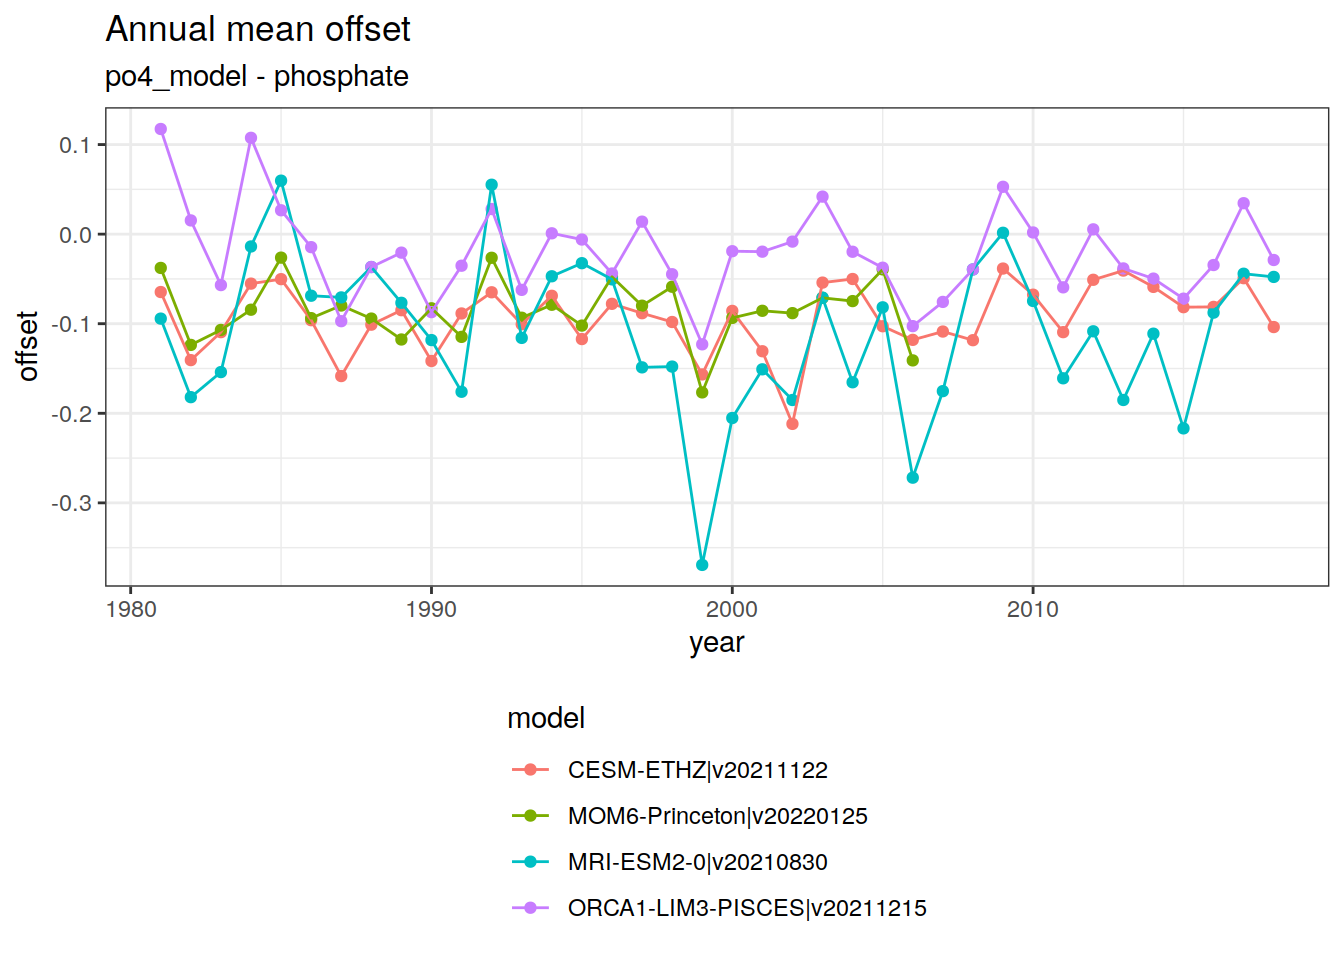 Annual mean offset
po4_model - phosphate
0.1
0.0
-0.1
-0.2
-0.3
offset
1980 1990 2000 2010
year
model
CESM-ETHZ|v20211122
MOM6-Princeton|v20220125
MRI-ESM2-0|v20210830
ORCA1-LIM3-PISCES|v20211215